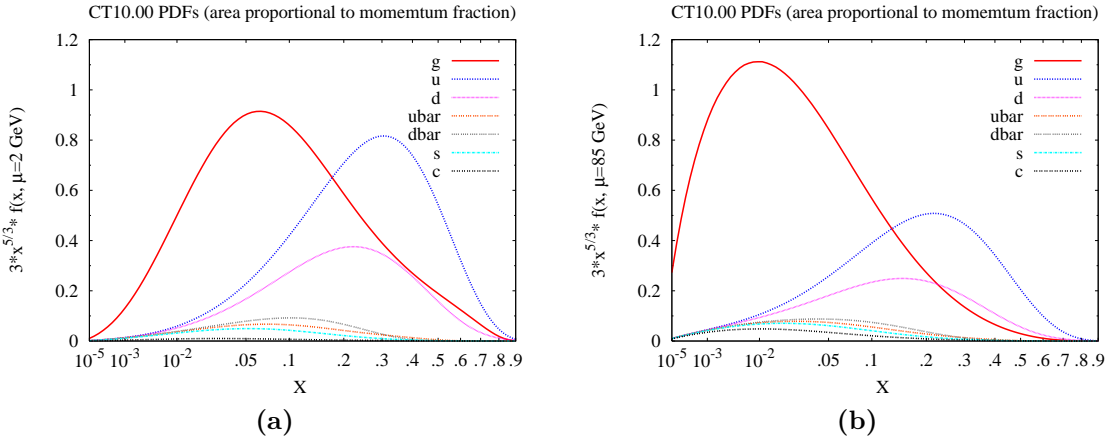 CT10.00 PDFs (area proportional to momemtum fraction)
1.2
1
0.8
0.6
0.4
0.2
0
3*x^5/3* f(x, μ=2 GeV)
g
u
d
ubar
dbar
s
c
10^-5 10^-3 10^-2 .05 .1 .2 .3 .4 .5 .6 .7 .8 .9
X
(a)
CT10.00 PDFs (area proportional to momemtum fraction)
1.2
1
0.8
0.6
0.4
0.2
0
3*x^5/3* f(x, μ=85 GeV)
g
u
d
ubar
dbar
s
c
10^-5 10^-3 10^-2 .05 .1 .2 .3 .4 .5 .6 .7 .8 .9
X
(b)